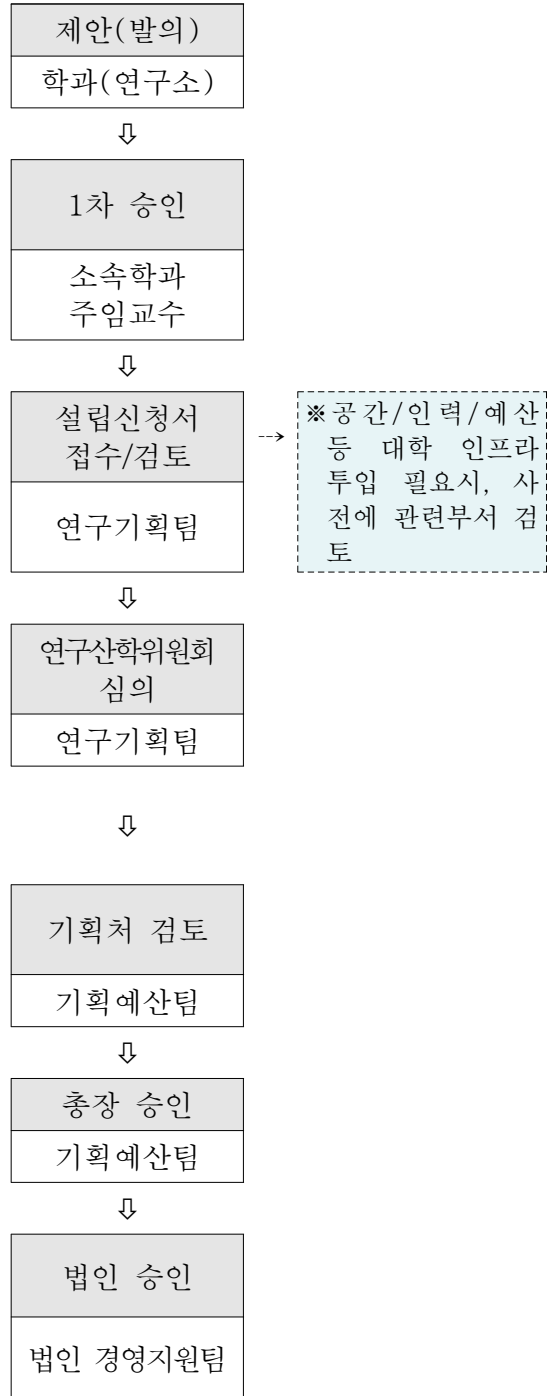 제안(발의)
학과(연구소)
⇩
1차 승인
소속학과
주임교수
⇩
설립신청서
접수/검토
연구기획팀
⇢
※공간/인력/예산
등 대학 인프라
투입 필요시, 사
전에 관련부서 검
토
⇩
연구산학위원회
심의
연구기획팀
⇩
기획처 검토
기획예산팀
⇩
총장 승인
기획예산팀
⇩
법인 승인
법인 경영지원팀